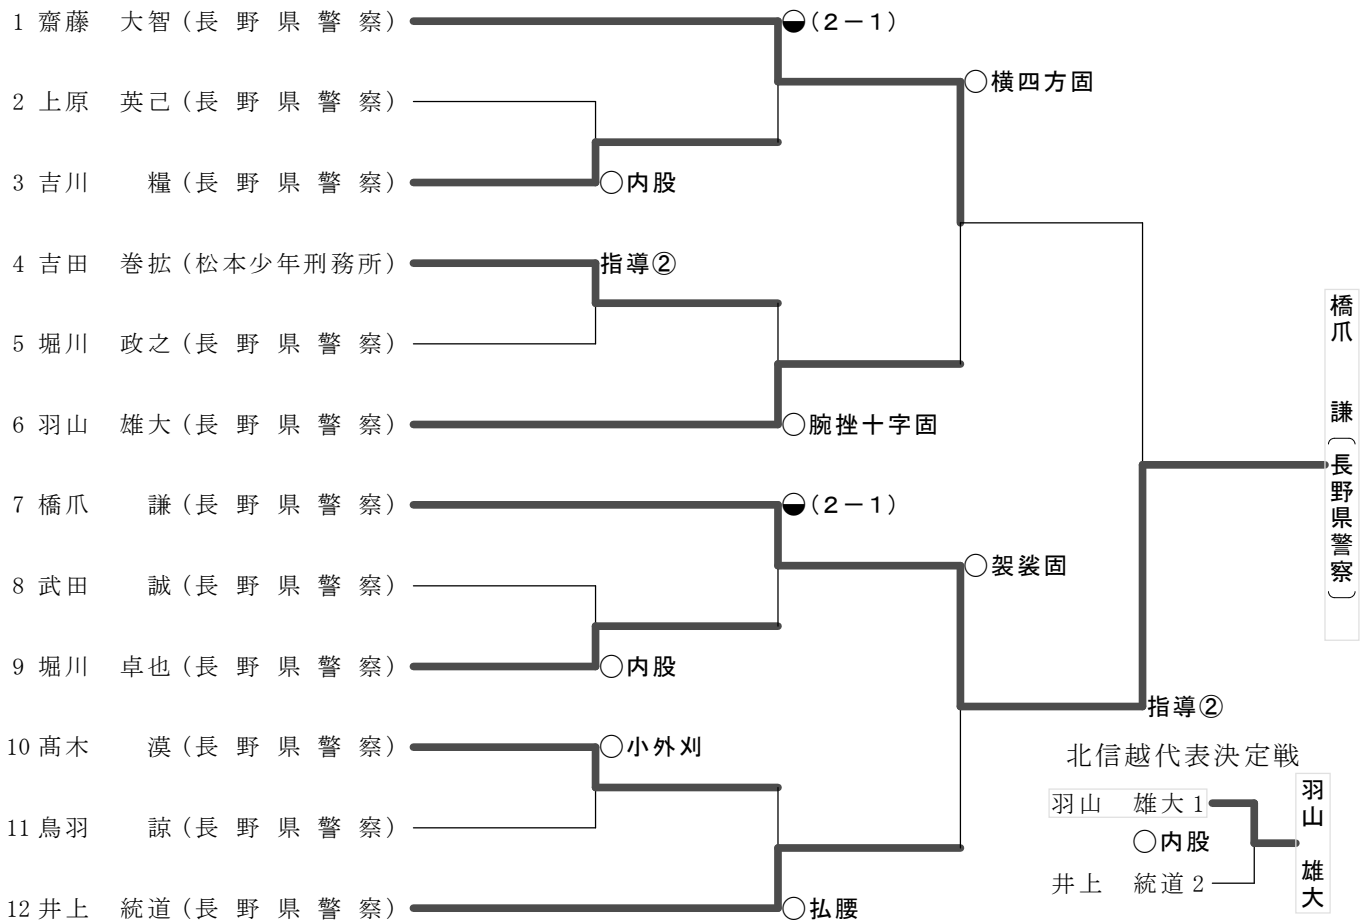 1 齋藤 大智 (長野県警察) (2－1)
○横四方固
2 上原 英己 (長野県警察)
3 吉川 糧 (長野県警察) ○内股
4 吉田 巻拡 (松本少年刑務所) 指導②
5 堀川 政之 (長野県警察)
6 羽山 雄大 (長野県警察) ○腕挫十字固
橋爪 謙 (長野県警察)
7 橋爪 謙 (長野県警察) (2－1)
○袈裟固
8 武田 誠 (長野県警察)
9 堀川 卓也 (長野県警察) ○内股
指導②
10 髙木 漠 (長野県警察) ○小外刈
11 鳥羽 諒 (長野県警察)
12 井上 統道 (長野県警察) ○払腰
北信越代表決定戦
羽山 雄大 1
○内股
井上 統道 2
羽山 雄大